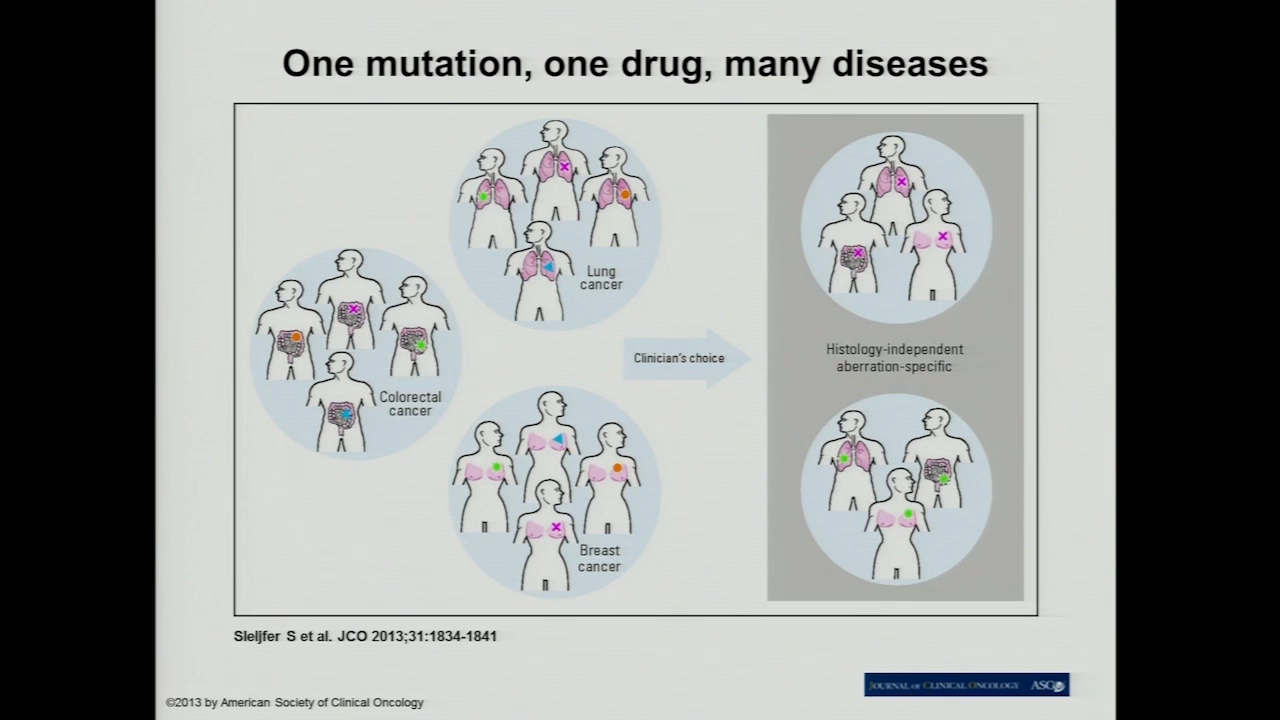 One mutation, one drug, many diseases
Lung
cancer
Colorectal
cancer
Breast
cancer
Clinician's choice
Histology-independent
aberration-specific
Sleijfer S et al. JCO 2013;31:1834-1841
JOURNAL OF CLINICAL ONCOLOGY ASCO
©2013 by American Society of Clinical Oncology